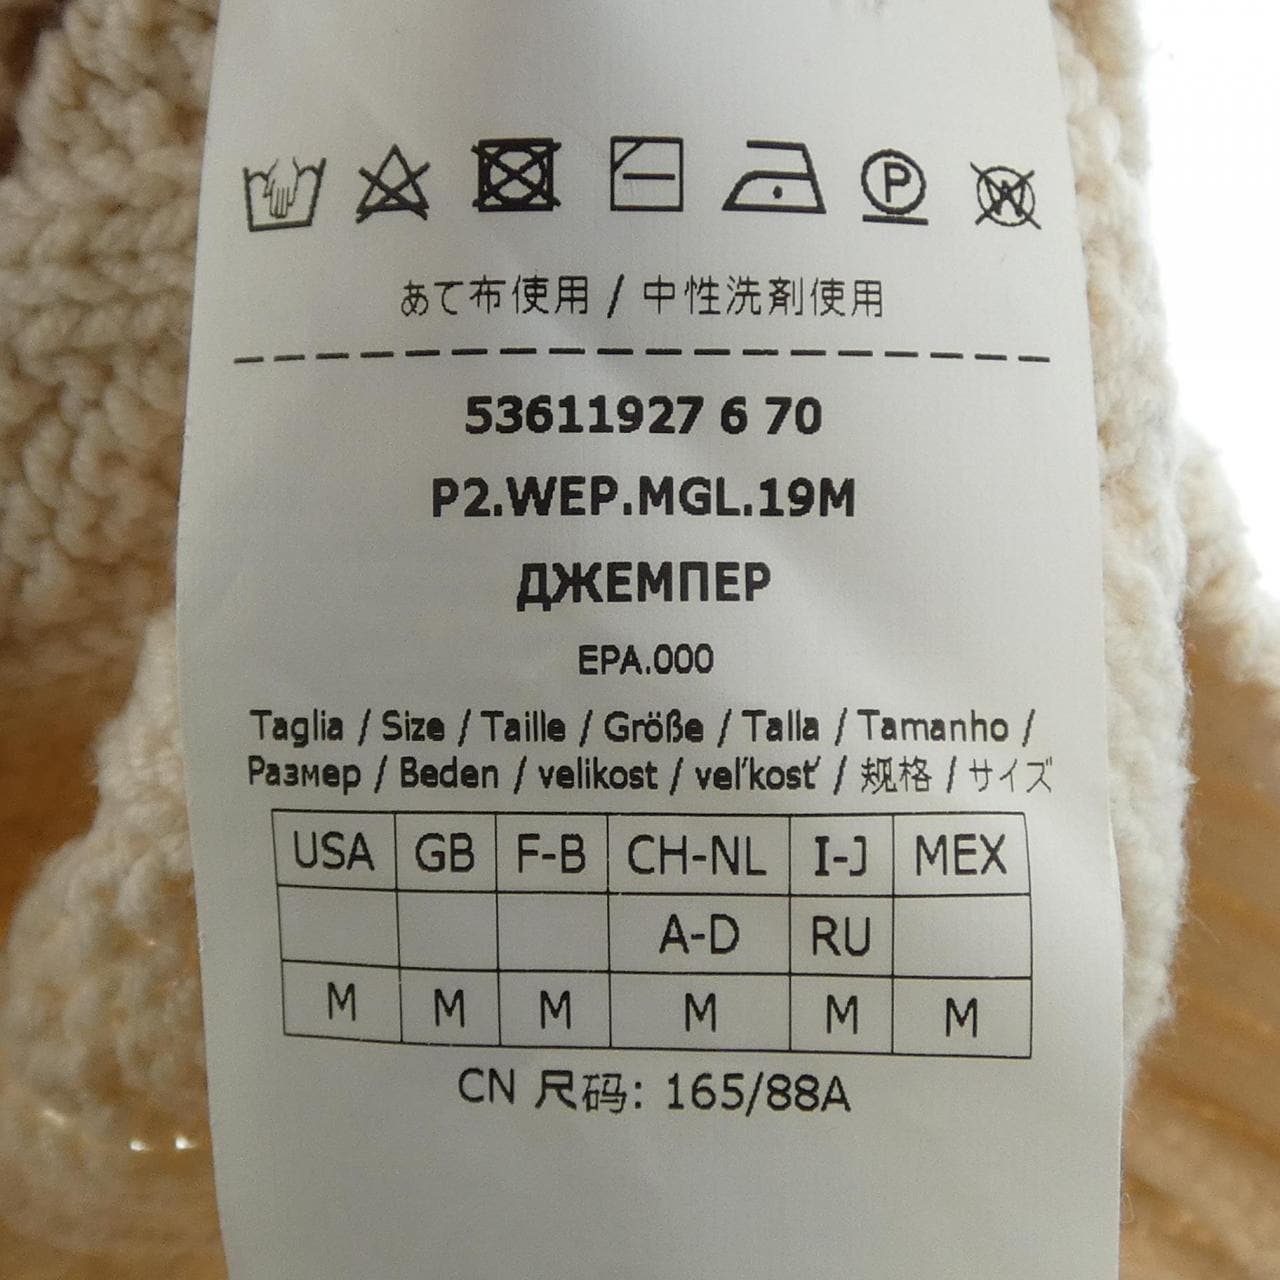 P W
あて布使用 / 中性洗剤使用
53611927 6 70
P2.WEP.MGL.19M
ДЖЕМПЕР
EPA.000
Taglia / Size / Taille / Größe / Talla / Tamanho /
Размер / Beden / velikost / veľkosť / 规格 / サイズ
USA GB F-B CH-NL I-J MEX
A-D RU
M M M M M M
CN 尺码: 165/88A